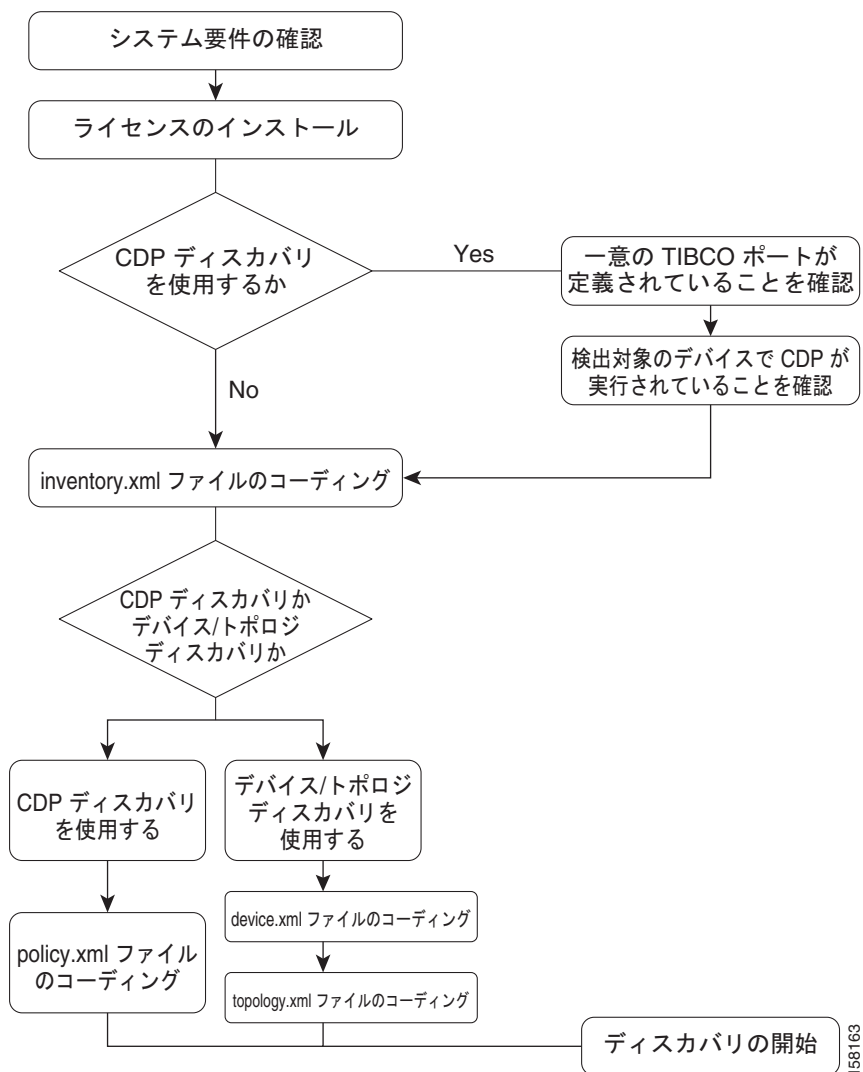 システム要件の確認
ライセンスのインストール
CDP ディスカバリ
を使用するか
Yes
一意の TIBCO ポートが
定義されていることを確認
検出対象のデバイスで CDP が
実行されていることを確認
No
inventory.xml ファイルのコーディング
CDP ディスカバリか
デバイス/トポロジ
ディスカバリか
CDP ディスカバリ
を使用する
デバイス/トポロジ
ディスカバリを
使用する
policy.xml ファイル
のコーディング
device.xml ファイルのコーディング
topology.xml ファイルのコーディング
ディスカバリの開始
158163